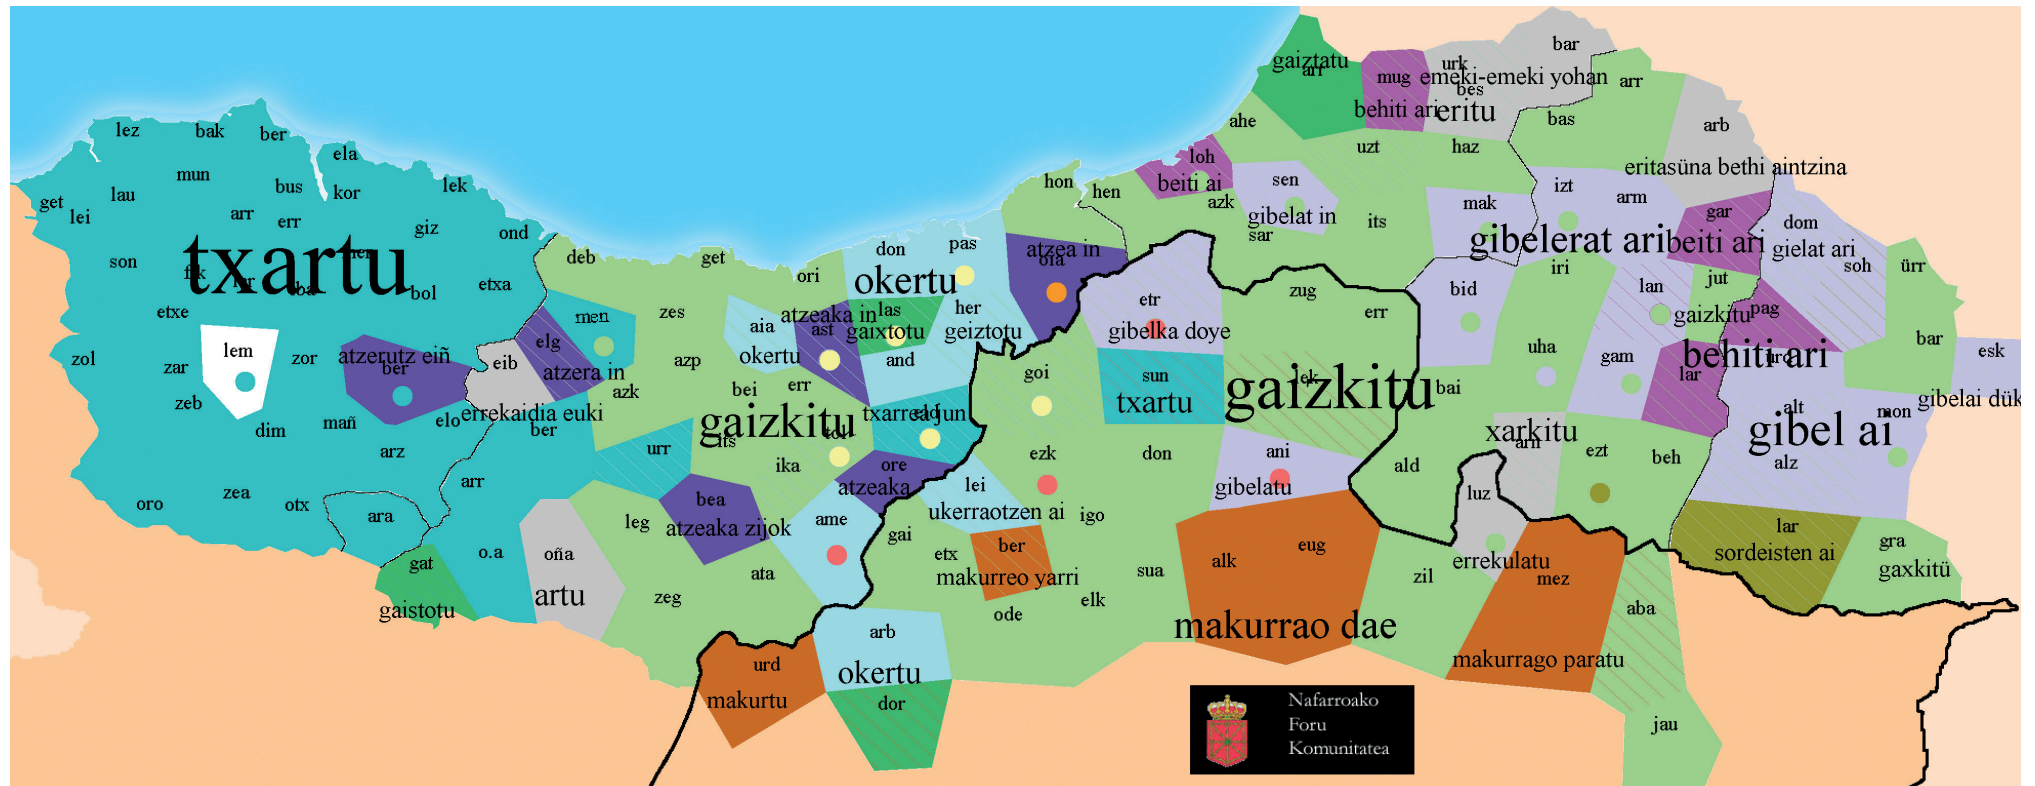 lez
bak
ber
ela
mun
bus
kor
lek
get
lei
lau
arr
err
giz
ond
son
txartu
etxa
bol
etxe
zol
zar
lem
zor
atzerutz eiñ
ber
zeb
dim
mañ
elo
arz
oro
zea
otx
ara
arr
deb
get
ori
men
zes
elg
eib
atzera in
azk
azp
errekaidia euki
ber
aia
okertu
bei
err
atzeaka in
ast
las
gaixtotu
don
pas
okertu
her
geiztotu
and
txarrea jun
elo
gaizkitu
tol
its
ika
urr
ore
atzeaka
bea
atzeaka zijok
leg
ame
oña
artu
o.a
gat
gaistotu
zeg
ata
hon
hen
atzea in
ora
gaiztatu
arr
mug
behiti ari
urk
emeki-emeki yohan
bes
eritu
bar
arr
bas
ahe
loh
beiti ai
azk
sen
gibelat in
sar
uzt
haz
its
mak
arb
eritasüna bethi aintzina
izt
arm
gar
gibelerat ari
beiti ari
dom
gielat ari
soh
ürr
iri
lan
jut
gaizkitu
pag
bid
etr
gibelka doye
zug
err
goi
sun
txartu
lek
gaizkitu
uha
gam
behiti ari
lar
bar
esk
gibelai dük
bai
xarkitu
arn
alt
mon
gibel ai
alz
ezk
don
ani
gibelatu
ald
ezt
beh
luz
lei
ukerraotzen ai
igo
gai
etx
ber
makurreo yarri
sua
elk
ode
alk
eug
makurrao dae
zil
errekulatu
mez
makurrago paratu
aba
jau
lar
sordeisten ai
gra
gaxkitü
arb
okertu
urd
makurtu
dor
Nafarroako
Foru
Komunitatea